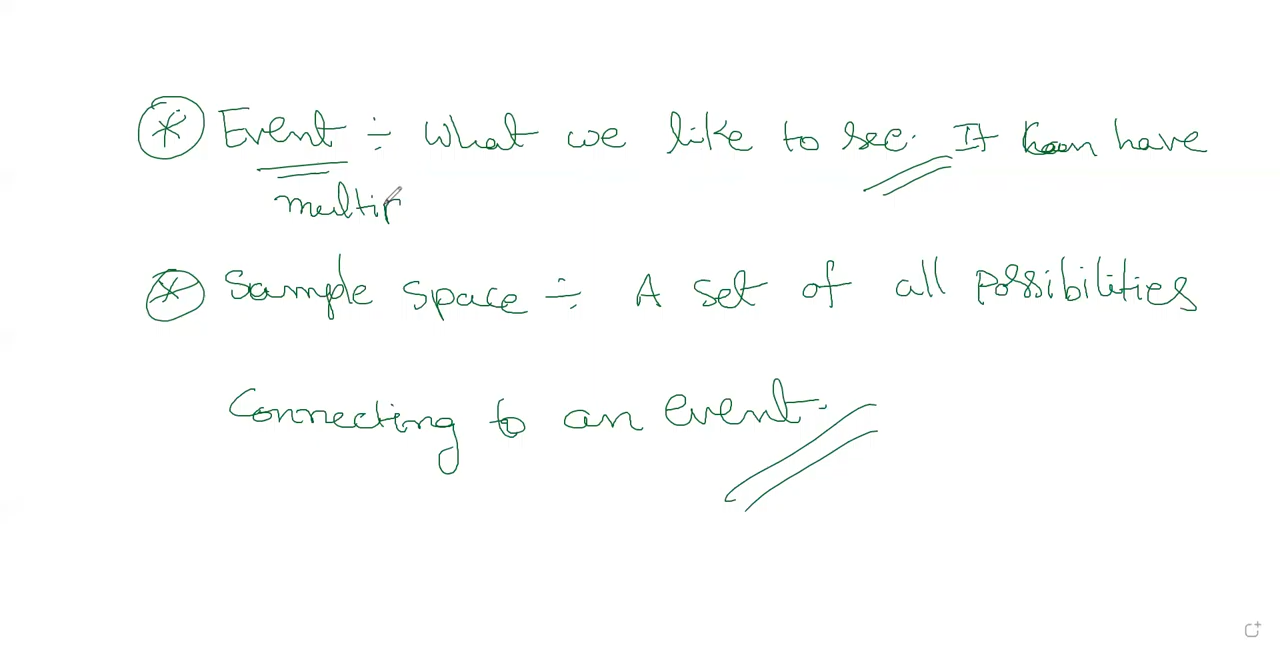 * Event ÷ What we like to see. It can have
multip
* Sample space ÷ A set of all possibilities
Connecting to an event.